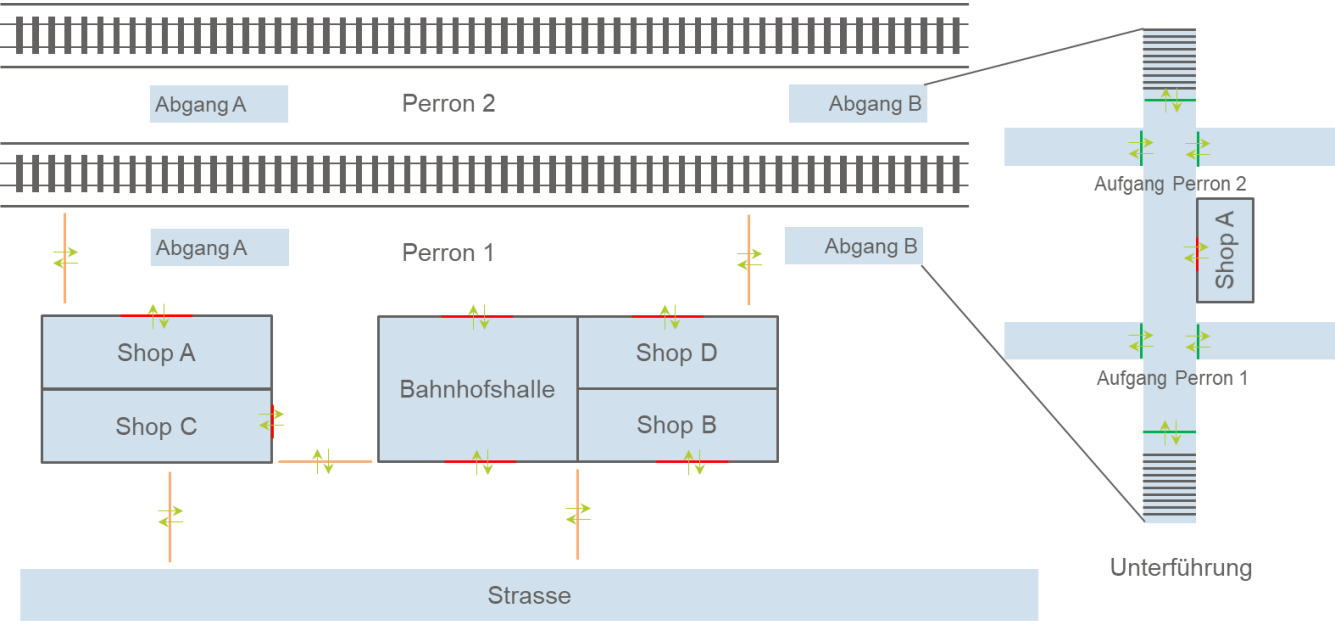 Abgang A
Perron 2
Abgang B
Abgang A
Perron 1
Abgang B
Shop A
Shop C
Bahnhofshalle
Shop D
Shop B
Strasse
Aufgang Perron 2
Shop A
Aufgang Perron 1
Unterführung